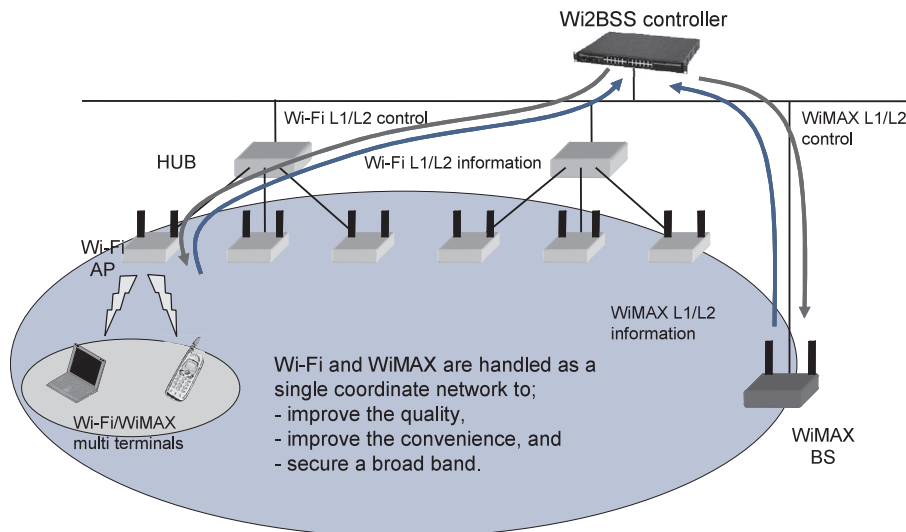 Wi2BSS controller
Wi-Fi L1/L2 control
WiMAX L1/L2
control
HUB
Wi-Fi L1/L2 information
Wi-Fi
AP
WiMAX L1/L2
information
Wi-Fi and WiMAX are handled as a
single coordinate network to;
- improve the quality,
- improve the convenience, and
- secure a broad band.
Wi-Fi/WiMAX
multi terminals
WiMAX
BS